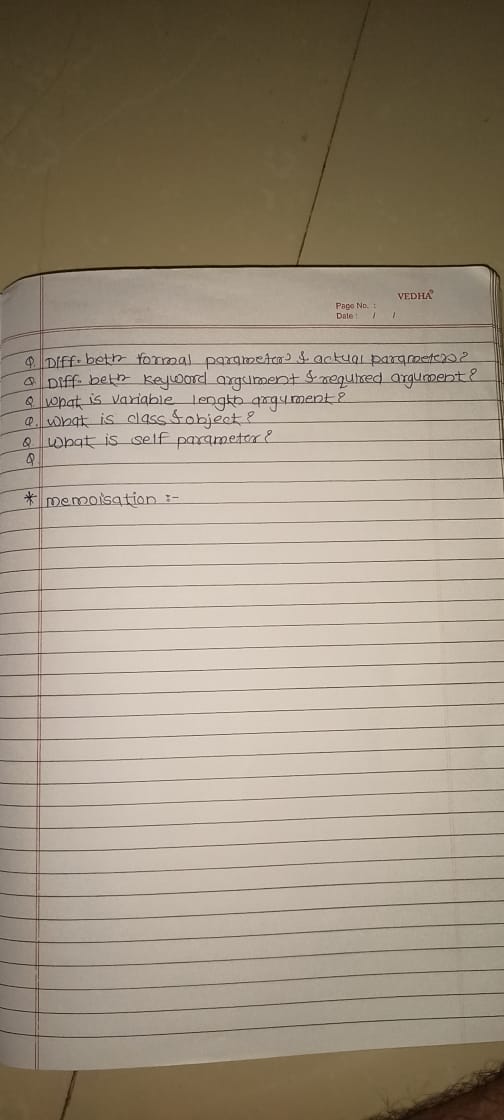 VEDHA®
Page No. :
Date : / /
Q. Diff. betn formal parameters & actual parameters?
Q. Diff. betn keyword argument & required argument?
Q what is variable length argument?
Q. what is class & object?
Q. what is self parameter?
Q.
* memoisation :-